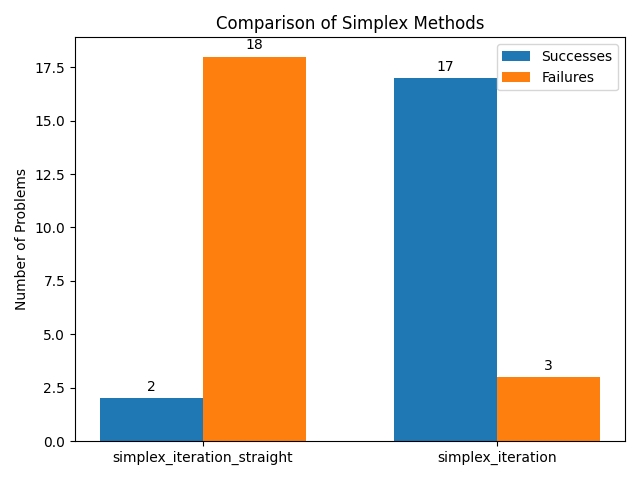 Comparison of Simplex Methods
Number of Problems
17.5
15.0
12.5
10.0
7.5
5.0
2.5
0.0
2
18
17
3
Successes
Failures
simplex_iteration_straight
simplex_iteration